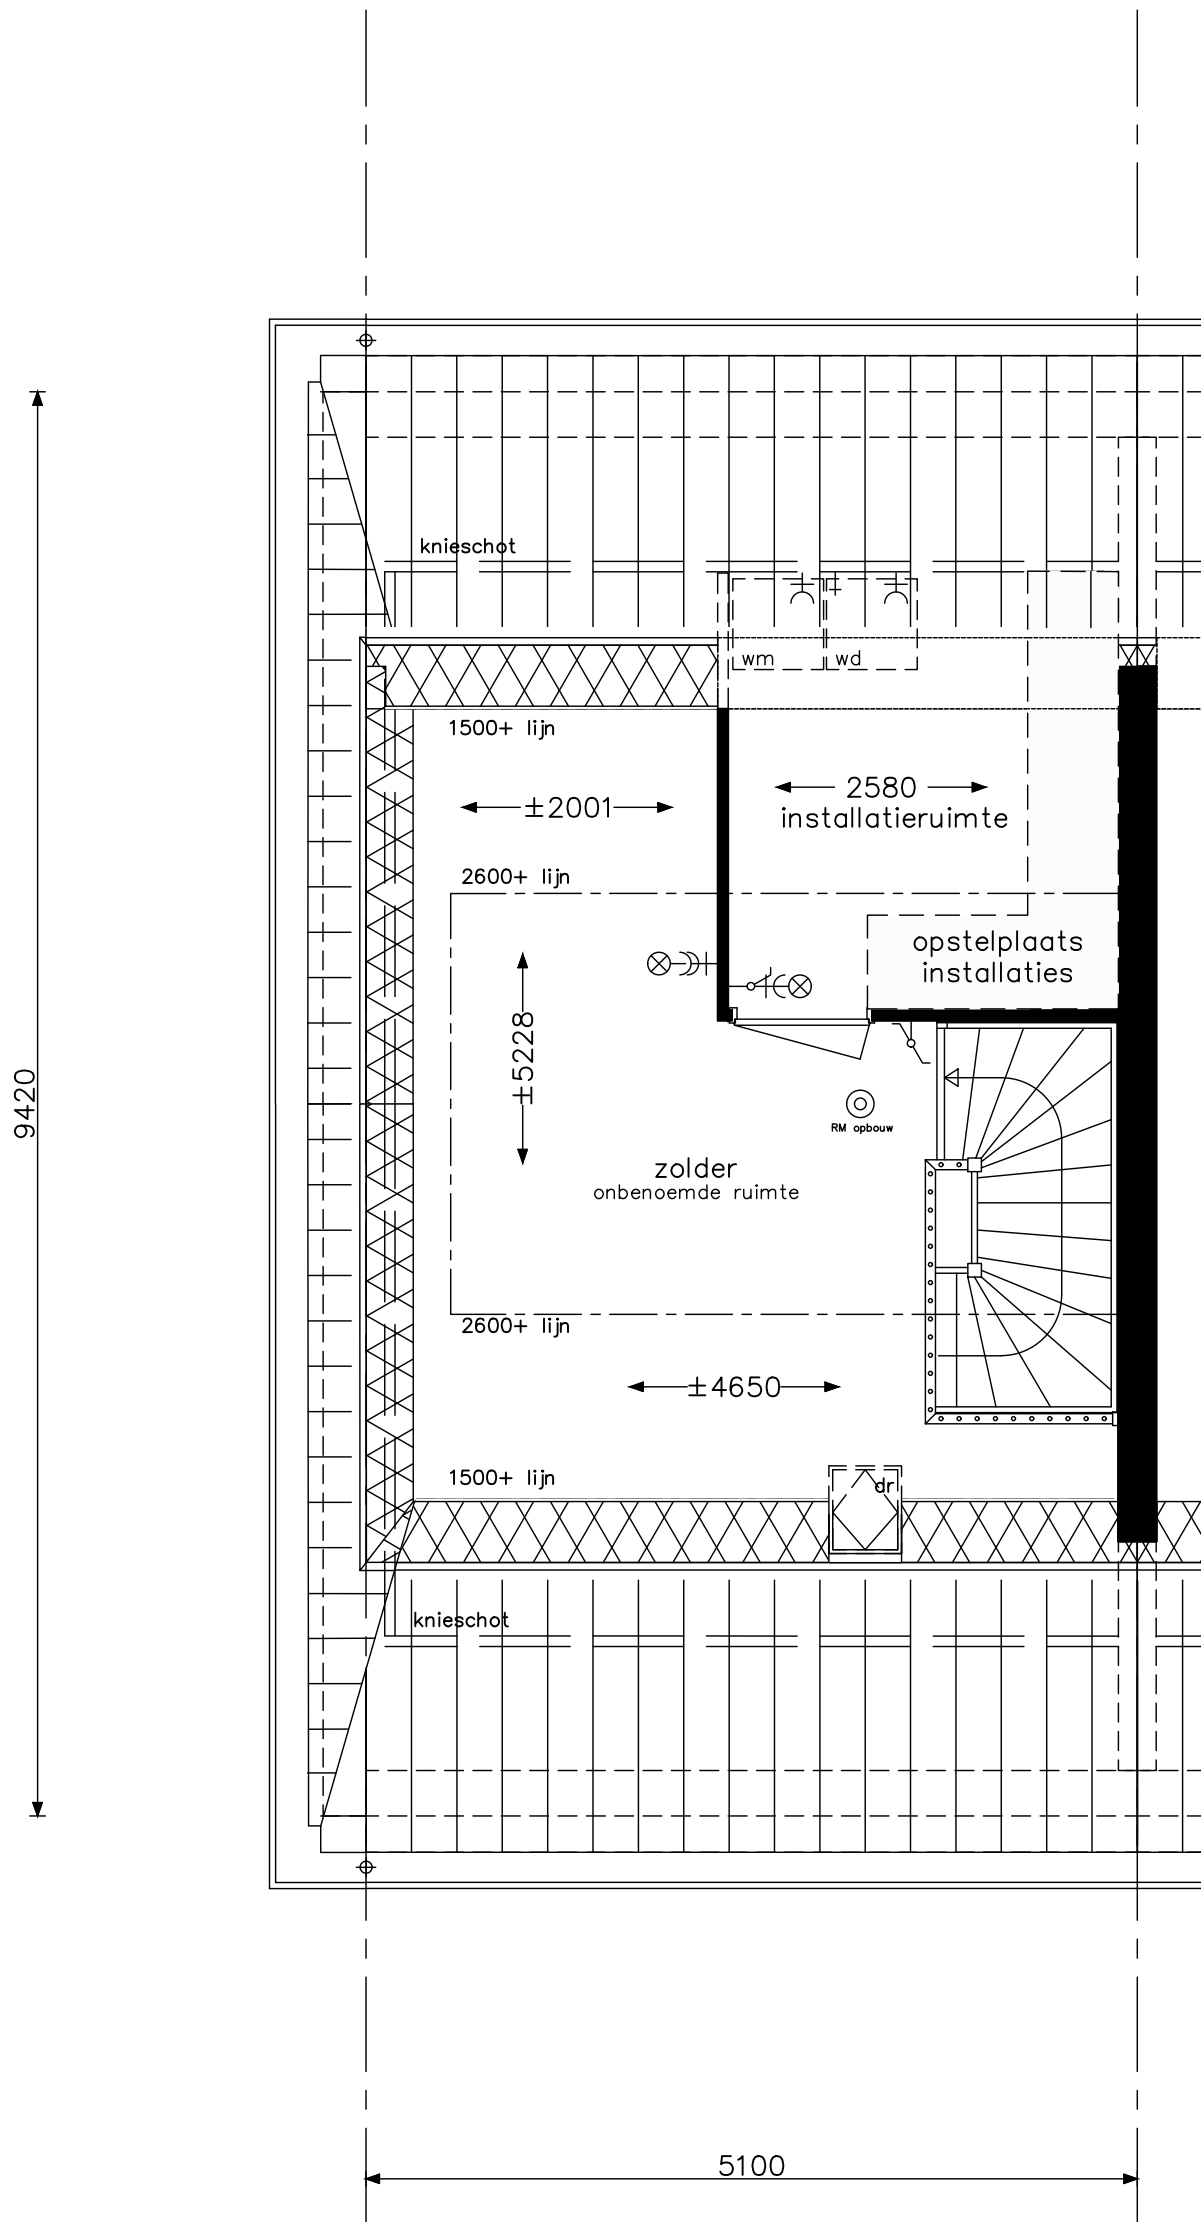 knieschot
wm
wd
1500+ lijn
±2001
2580
installatieruimte
2600+ lijn
opstelplaats
installaties
±5228
9420
RM opbouw
zolder
onbenoemde ruimte
2600+ lijn
±4650
1500+ lijn
dr
knieschot
5100